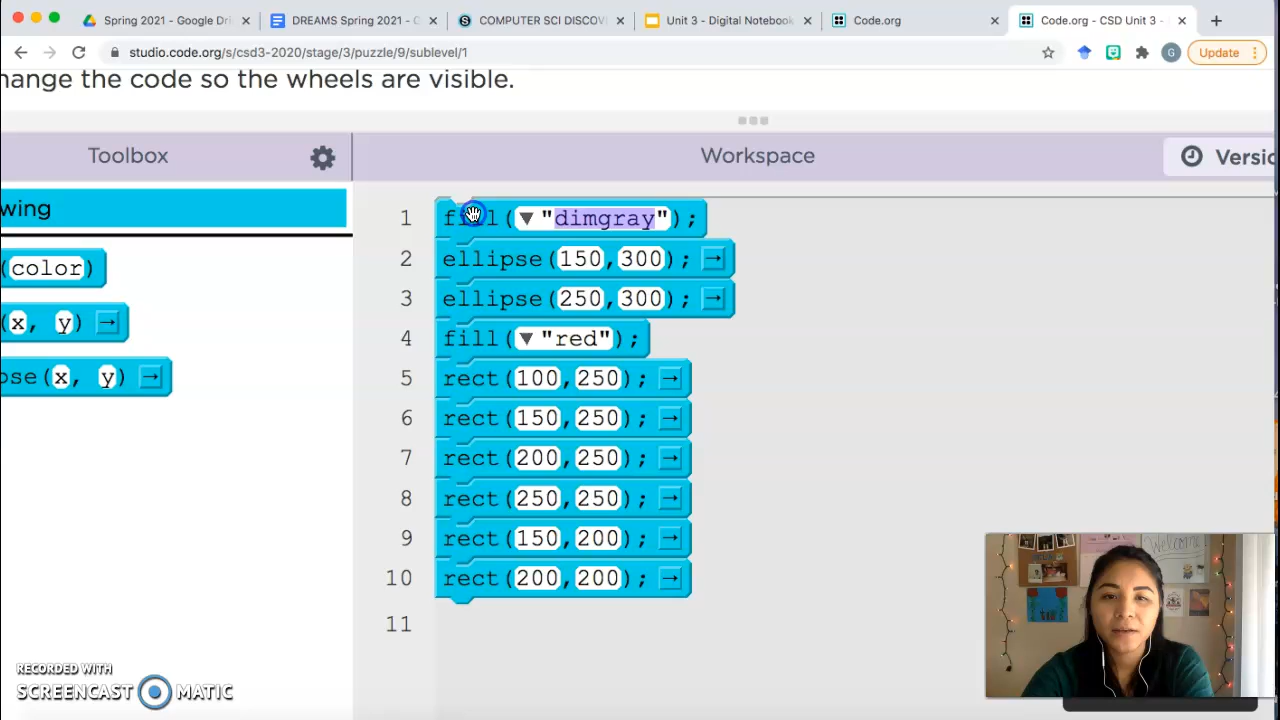 Spring 2021 - Google Dri
DREAMS Spring 2021 - C
COMPUTER SCI DISCOV
Unit 3 - Digital Notebook
Code.org
Code.org - CSD Unit 3 -
studio.code.org/s/csd3-2020/stage/3/puzzle/9/sublevel/1
G
Update
hange the code so the wheels are visible.
Toolbox
Workspace
Versio
wing
(color)
(x, y) →
ose(x, y) →
1 fill(▼ "dimgray");
2 ellipse(150,300); →
3 ellipse(250,300); →
4 fill(▼ "red");
5 rect(100,250); →
6 rect(150,250); →
7 rect(200,250); →
8 rect(250,250); →
9 rect(150,200); →
10 rect(200,200); →
11
Welcome
RECORDED WITH
SCREENCAST MATIC